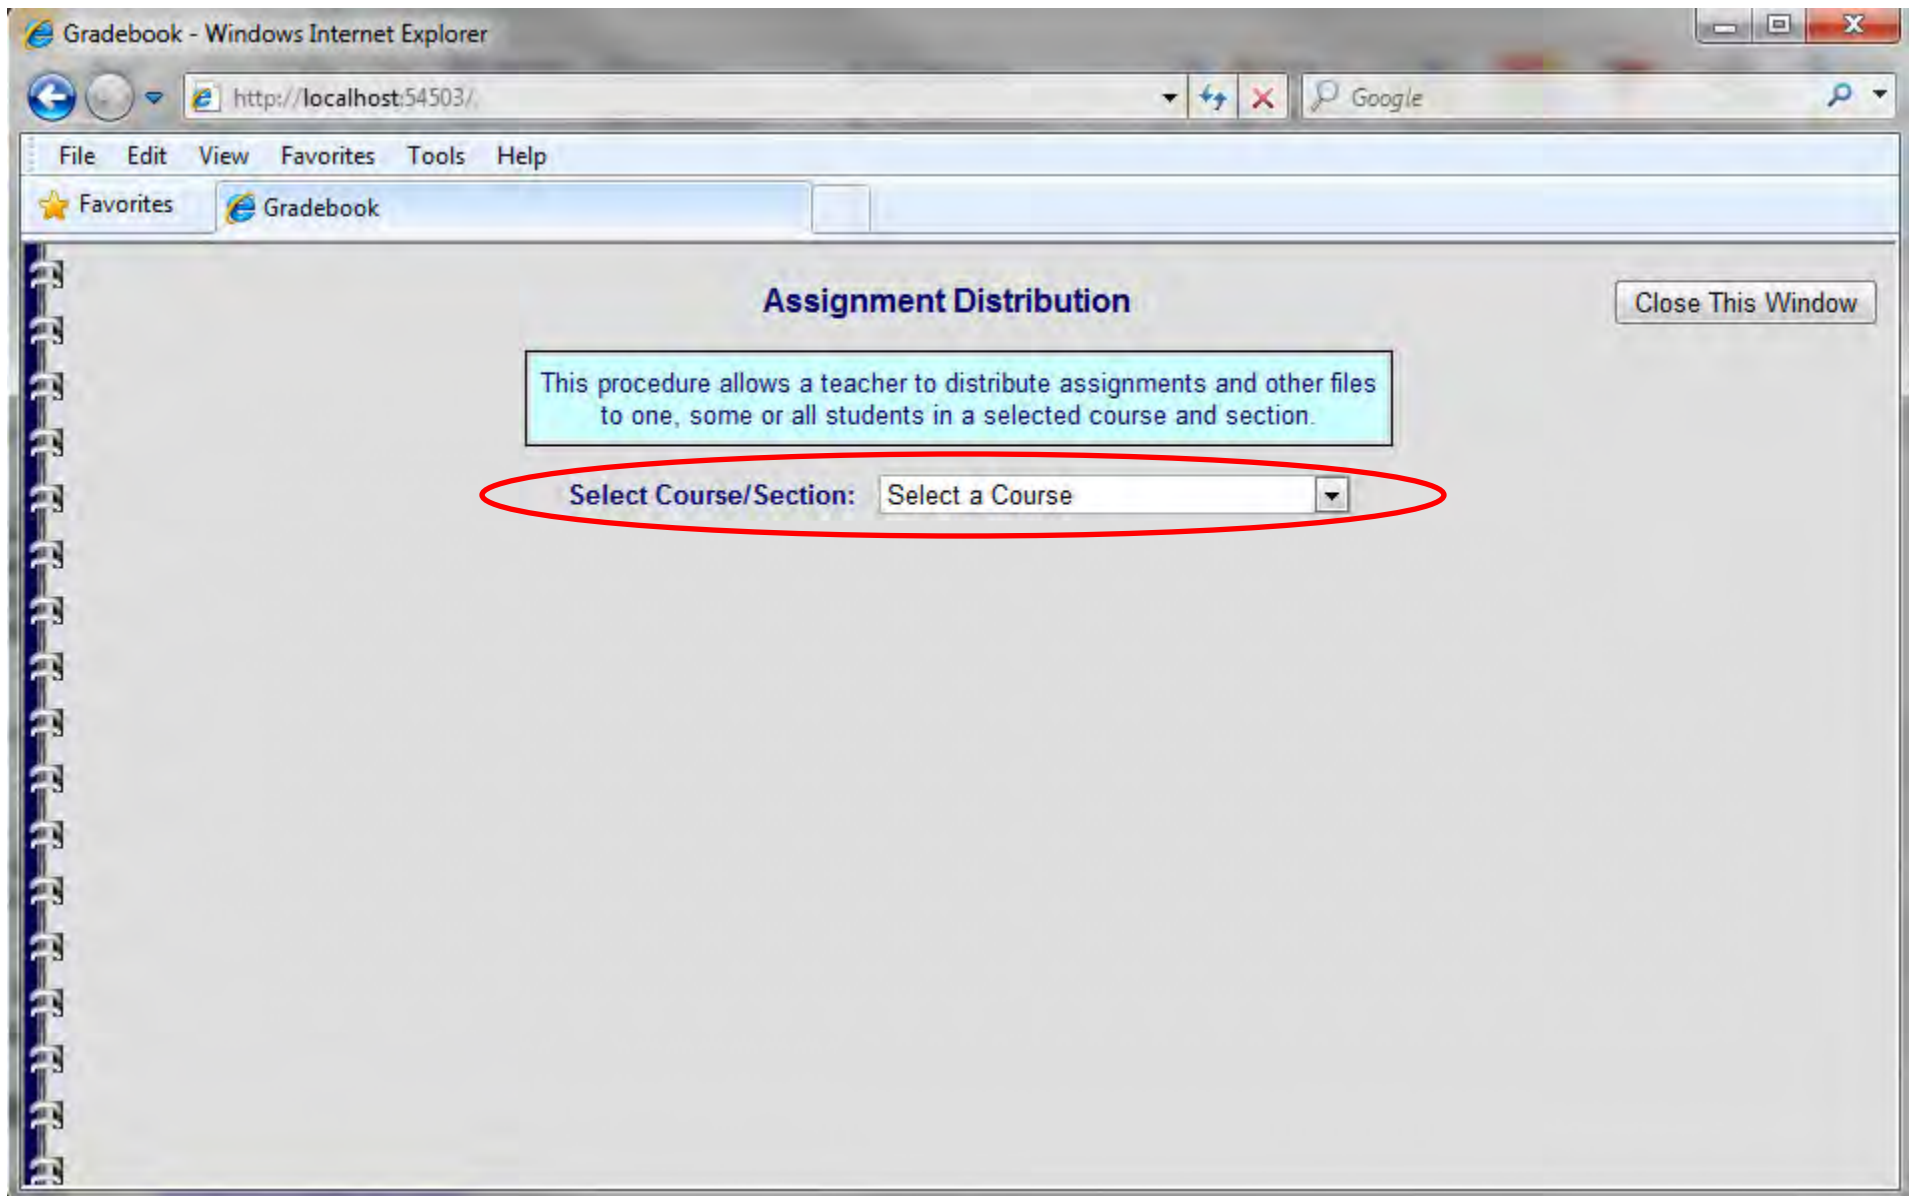 Gradebook - Windows Internet Explorer
http://localhost:54503/
Google
File Edit View Favorites Tools Help
Favorites
Gradebook
Assignment Distribution
Close This Window
This procedure allows a teacher to distribute assignments and other files
to one, some or all students in a selected course and section.
Select Course/Section: Select a Course